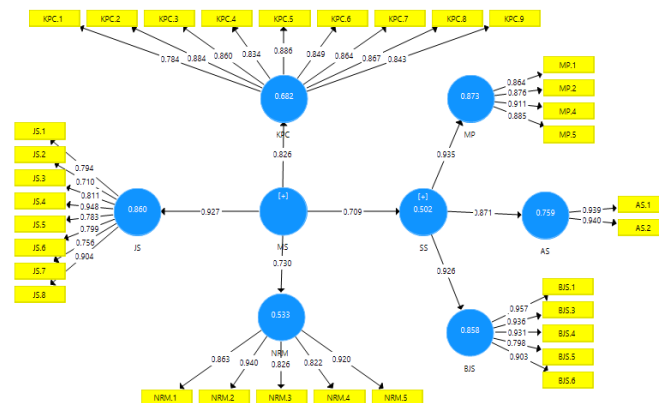 KPC.1 KPC.2 KPC.3 KPC.4 KPC.5 KPC.6 KPC.7 KPC.8 KPC.9
0.784 0.884 0.860 0.834 0.886 0.849 0.864 0.867 0.843
0.682
KPC
0.826
MP.1
MP.2
MP.4
MP.5
0.864
0.876
0.911
0.885
0.873
MP
0.935
JS.1
JS.2
JS.3
JS.4
JS.5
JS.6
JS.7
JS.8
0.794
0.710
0.811
0.948
0.783
0.799
0.756
0.904
0.860
JS
0.927
[+]
MS
0.709
[+]
0.502
SS
0.871
0.759
AS
0.939
0.940
AS.1
AS.2
0.730
0.926
0.533
NRM
0.863 0.940 0.826 0.822 0.920
NRM.1 NRM.2 NRM.3 NRM.4 NRM.5
0.858
BJS
0.957
0.936
0.931
0.798
0.903
BJS.1
BJS.3
BJS.4
BJS.5
BJS.6